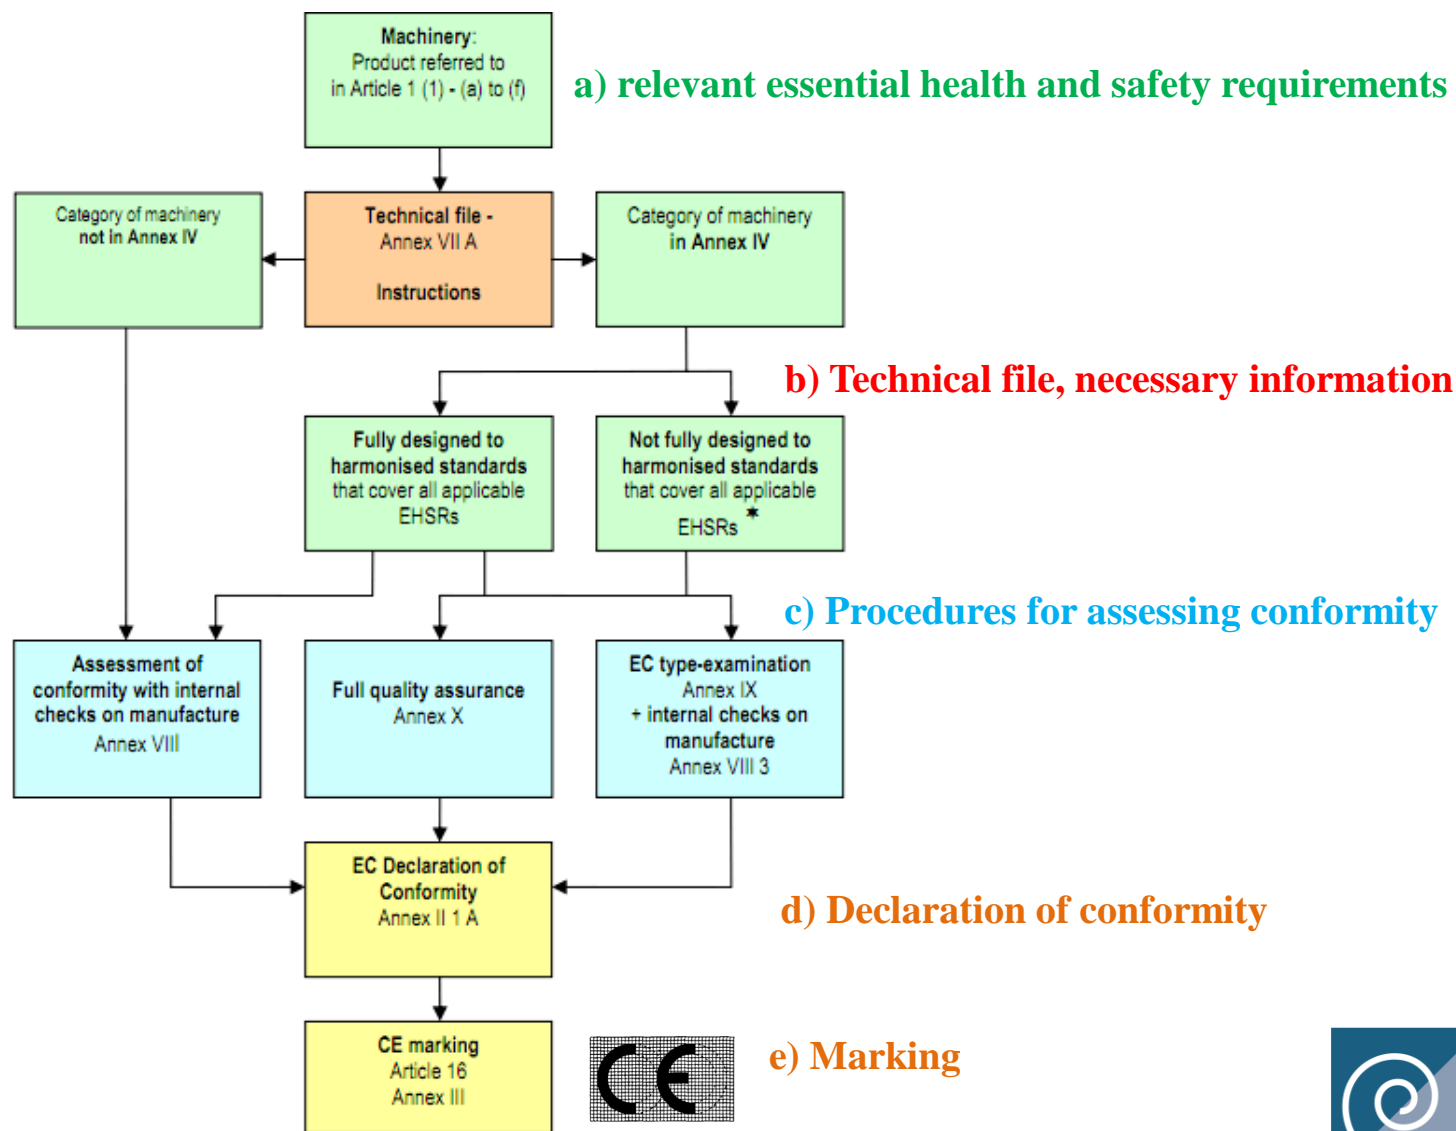 Machinery:
Product referred to
in Article 1 (1) - (a) to (f)
a) relevant essential health and safety requirements
Category of machinery
not in Annex IV
Technical file -
Annex VII A
Instructions
Category of machinery
in Annex IV
b) Technical file, necessary information
Fully designed to
harmonised standards
that cover all applicable
EHSRs
Not fully designed to
harmonised standards
that cover all applicable
EHSRs *
c) Procedures for assessing conformity
Assessment of
conformity with internal
checks on manufacture
Annex VIII
Full quality assurance
Annex X
EC type-examination
Annex IX
+ internal checks on
manufacture
Annex VIII 3
EC Declaration of
Conformity
Annex II 1 A
d) Declaration of conformity
CE marking
Article 16
Annex III
CE
e) Marking